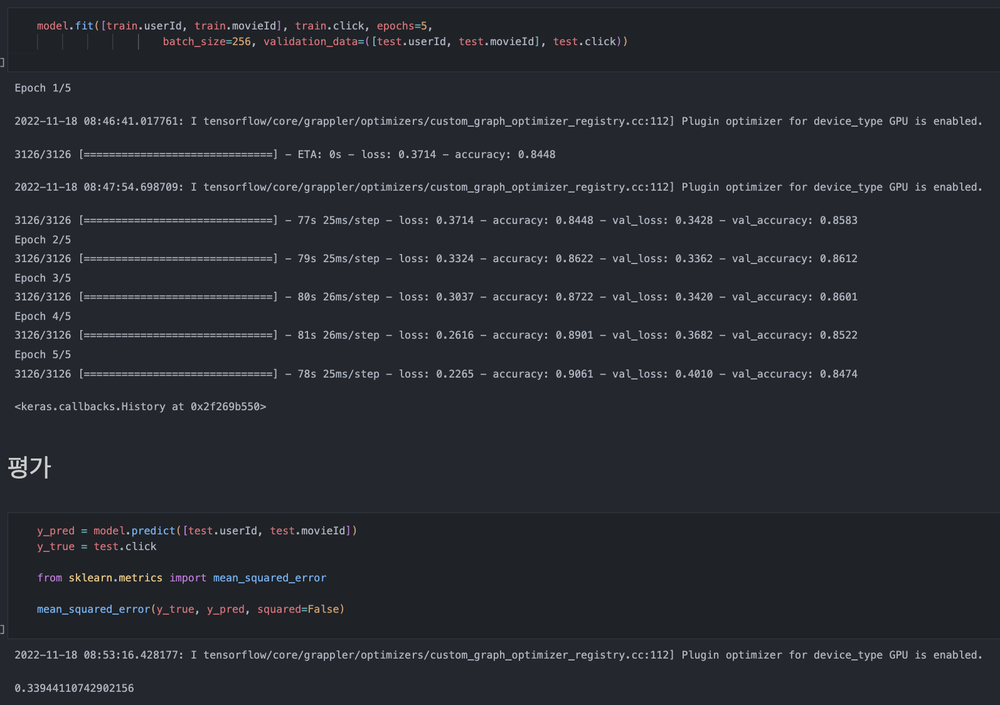 model.fit([train.userId, train.movieId], train.click, epochs=5,
batch_size=256, validation_data=([test.userId, test.movieId], test.click))
]
Epoch 1/5
2022-11-18 08:46:41.017761: I tensorflow/core/grappler/optimizers/custom_graph_optimizer_registry.cc:112] Plugin optimizer for device_type GPU is enabled.
3126/3126 [==============================] - ETA: 0s - loss: 0.3714 - accuracy: 0.8448
2022-11-18 08:47:54.698709: I tensorflow/core/grappler/optimizers/custom_graph_optimizer_registry.cc:112] Plugin optimizer for device_type GPU is enabled.
3126/3126 [==============================] - 77s 25ms/step - loss: 0.3714 - accuracy: 0.8448 - val_loss: 0.3428 - val_accuracy: 0.8583
Epoch 2/5
3126/3126 [==============================] - 79s 25ms/step - loss: 0.3324 - accuracy: 0.8622 - val_loss: 0.3362 - val_accuracy: 0.8612
Epoch 3/5
3126/3126 [==============================] - 80s 26ms/step - loss: 0.3037 - accuracy: 0.8722 - val_loss: 0.3420 - val_accuracy: 0.8601
Epoch 4/5
3126/3126 [==============================] - 81s 26ms/step - loss: 0.2616 - accuracy: 0.8901 - val_loss: 0.3682 - val_accuracy: 0.8522
Epoch 5/5
3126/3126 [==============================] - 78s 25ms/step - loss: 0.2265 - accuracy: 0.9061 - val_loss: 0.4010 - val_accuracy: 0.8474
<keras.callbacks.History at 0x2f269b550>
평가
y_pred = model.predict([test.userId, test.movieId])
y_true = test.click
from sklearn.metrics import mean_squared_error
mean_squared_error(y_true, y_pred, squared=False)
]
2022-11-18 08:53:16.428177: I tensorflow/core/grappler/optimizers/custom_graph_optimizer_registry.cc:112] Plugin optimizer for device_type GPU is enabled.
0.33944110742902156